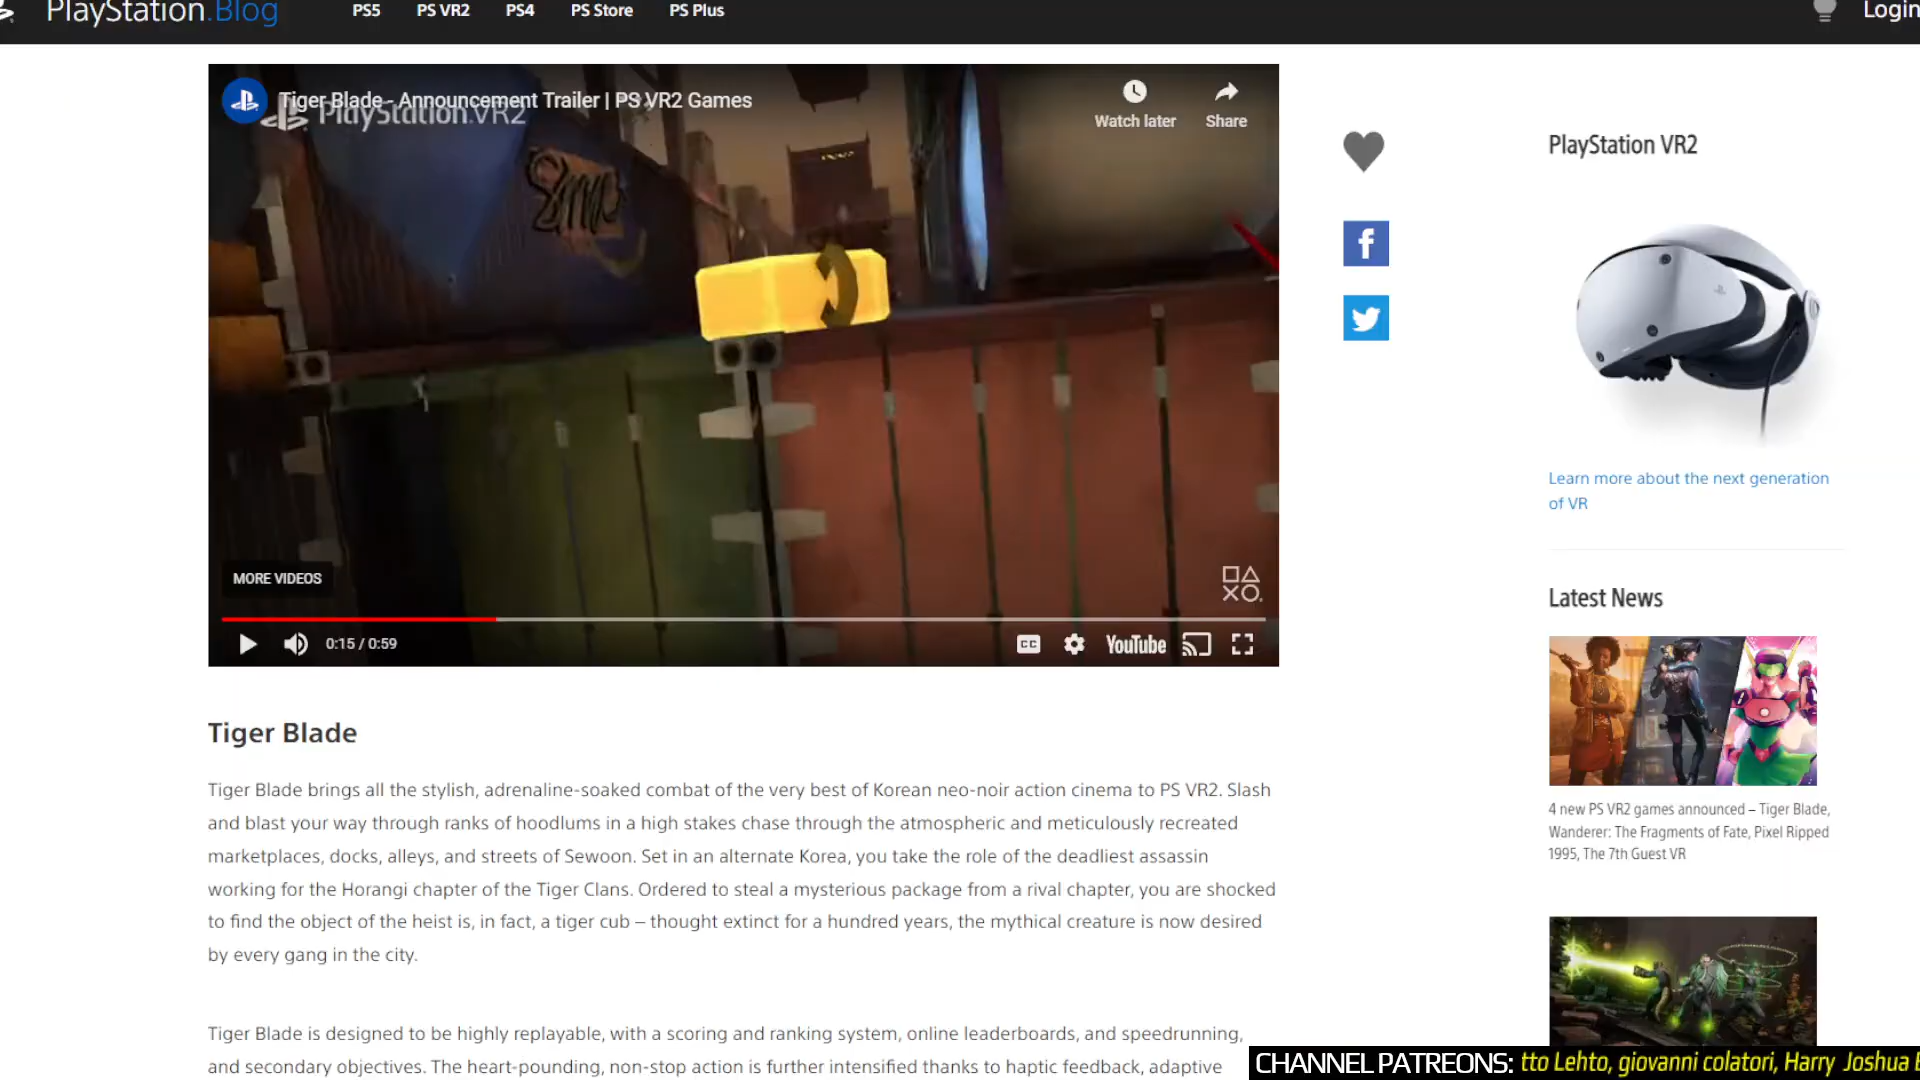 PlayStation.Blog
PS5
PS VR2
PS4
PS Store
PS Plus
Login
Tiger Blade - Announcement Trailer | PS VR2 Games
PlayStation.VR2
Watch later
Share
MORE VIDEOS
0:15 / 0:59
CC
YouTube
PlayStation VR2
Learn more about the next generation
of VR
Latest News
4 new PS VR2 games announced – Tiger Blade,
Wanderer: The Fragments of Fate, Pixel Ripped
1995, The 7th Guest VR
Tiger Blade
Tiger Blade brings all the stylish, adrenaline-soaked combat of the very best of Korean neo-noir action cinema to PS VR2. Slash
and blast your way through ranks of hoodlums in a high stakes chase through the atmospheric and meticulously recreated
marketplaces, docks, alleys, and streets of Sewoon. Set in an alternate Korea, you take the role of the deadliest assassin
working for the Horangi chapter of the Tiger Clans. Ordered to steal a mysterious package from a rival chapter, you are shocked
to find the object of the heist is, in fact, a tiger cub – thought extinct for a hundred years, the mythical creature is now desired
by every gang in the city.
Tiger Blade is designed to be highly replayable, with a scoring and ranking system, online leaderboards, and speedrunning,
and secondary objectives. The heart-pounding, non-stop action is further intensified thanks to haptic feedback, adaptive
CHANNEL PATREONS: tto Lehto, giovanni colatori, Harry Joshua